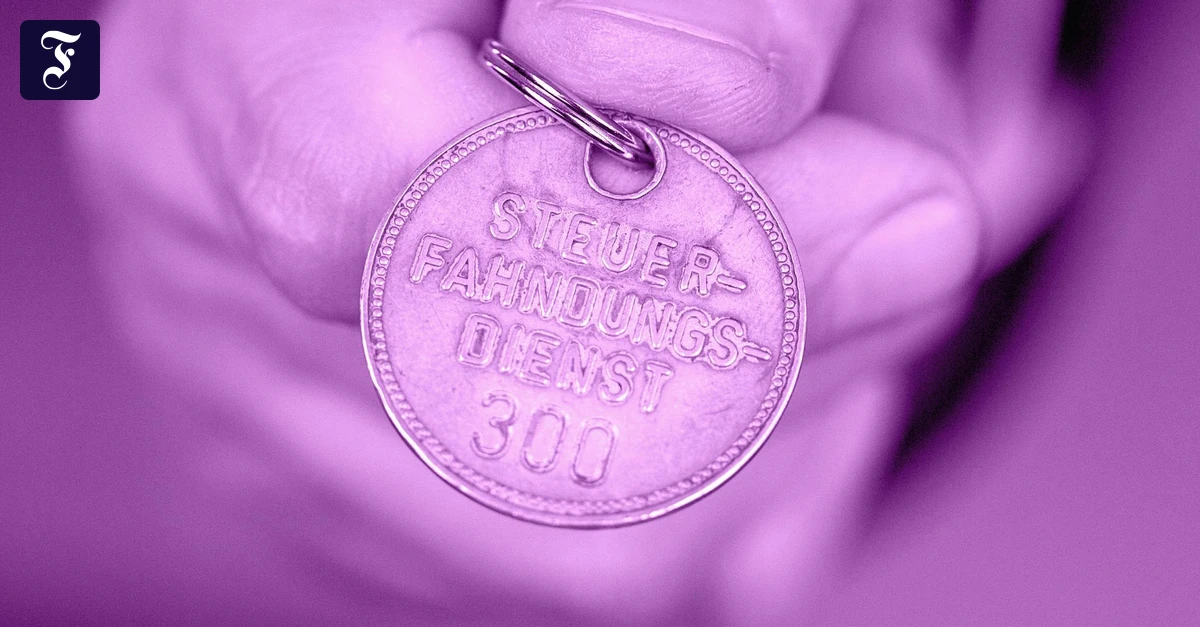 F
STEUER-
FAHNDUNGS-
DIENST
300